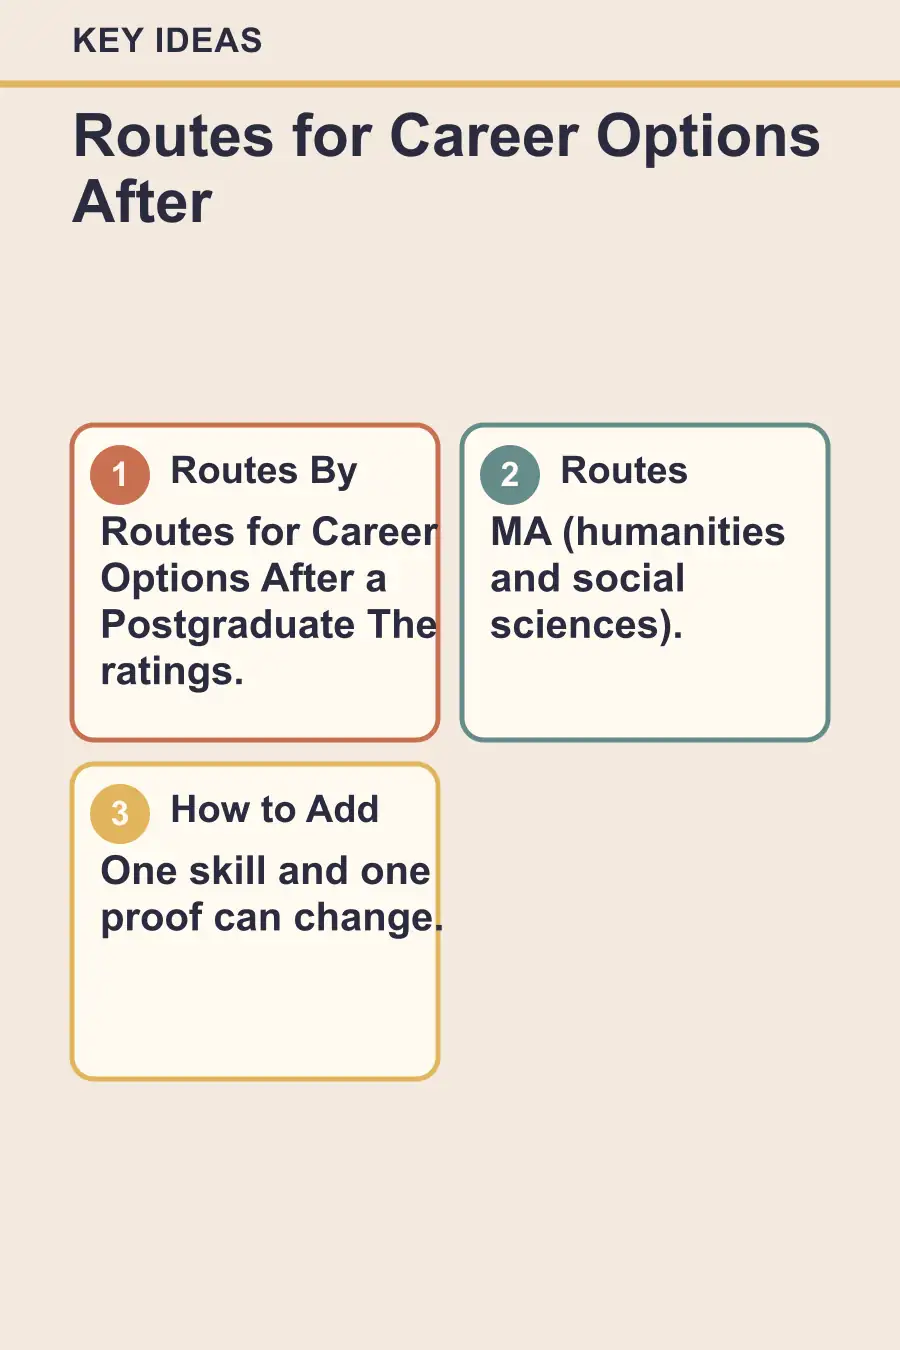 KEY IDEAS
Routes for Career Options
After
1
Routes By
Routes for Career
Options After a
Postgraduate The
ratings.
2
Routes
MA (humanities
and social
sciences).
3
How to Add
One skill and one
proof can change.